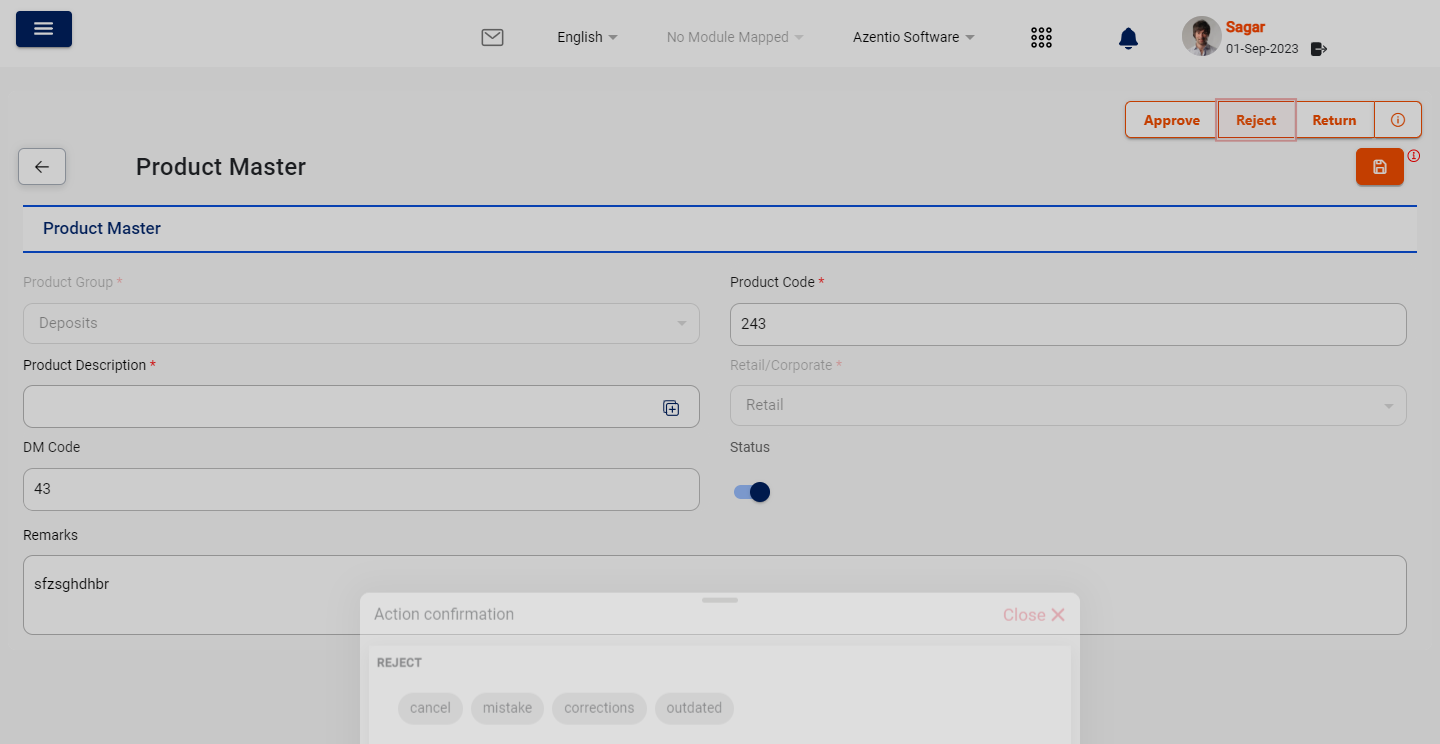 English
No Module Mapped
Azentio Software
Sagar
01-Sep-2023
Approve
Reject
Return
Product Master
Product Master
Product Group *
Product Code *
Deposits
243
Product Description *
Retail/Corporate *
Retail
DM Code
Status
43
Remarks
sfzsghdhbr
Action confirmation
Close
REJECT
cancel
mistake
corrections
outdated